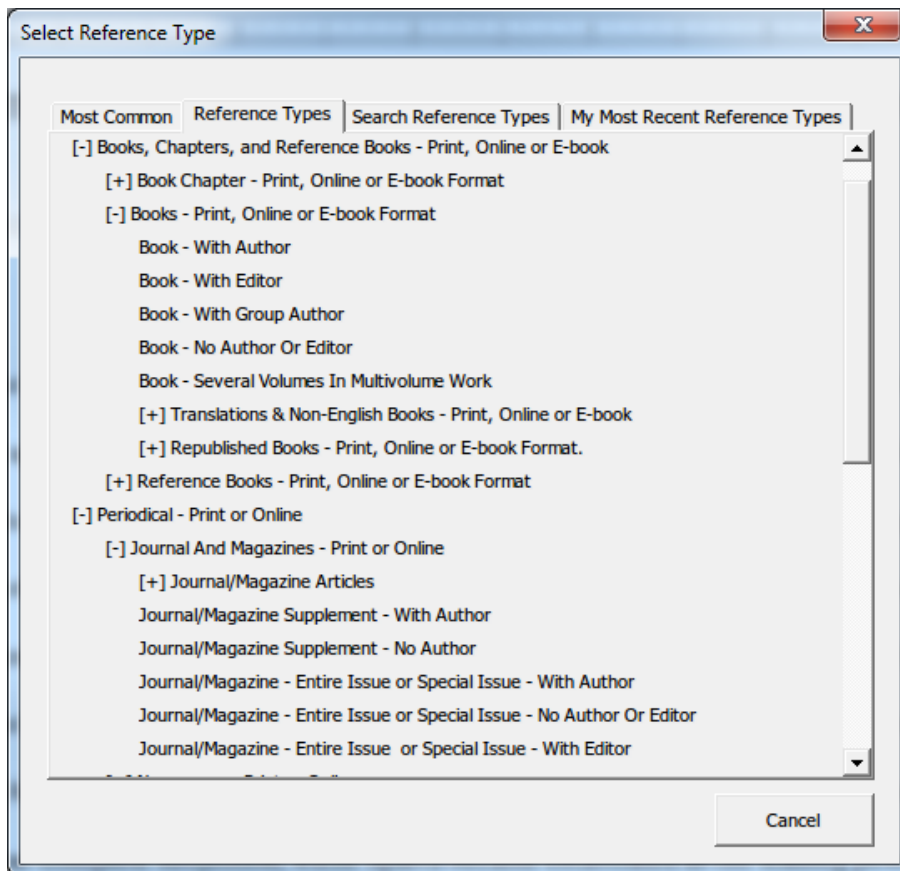 Select Reference Type
X
Most Common Reference Types Search Reference Types My Most Recent Reference Types
[-] Books, Chapters, and Reference Books - Print, Online or E-book
[+] Book Chapter - Print, Online or E-book Format
[-] Books - Print, Online or E-book Format
Book - With Author
Book - With Editor
Book - With Group Author
Book - No Author Or Editor
Book - Several Volumes In Multivolume Work
[+] Translations & Non-English Books - Print, Online or E-book
[+] Republished Books - Print, Online or E-book Format.
[+] Reference Books - Print, Online or E-book Format
[-] Periodical - Print or Online
[-] Journal And Magazines - Print or Online
[+] Journal/Magazine Articles
Journal/Magazine Supplement - With Author
Journal/Magazine Supplement - No Author
Journal/Magazine - Entire Issue or Special Issue - With Author
Journal/Magazine - Entire Issue or Special Issue - No Author Or Editor
Journal/Magazine - Entire Issue  or Special Issue - With Editor
Cancel